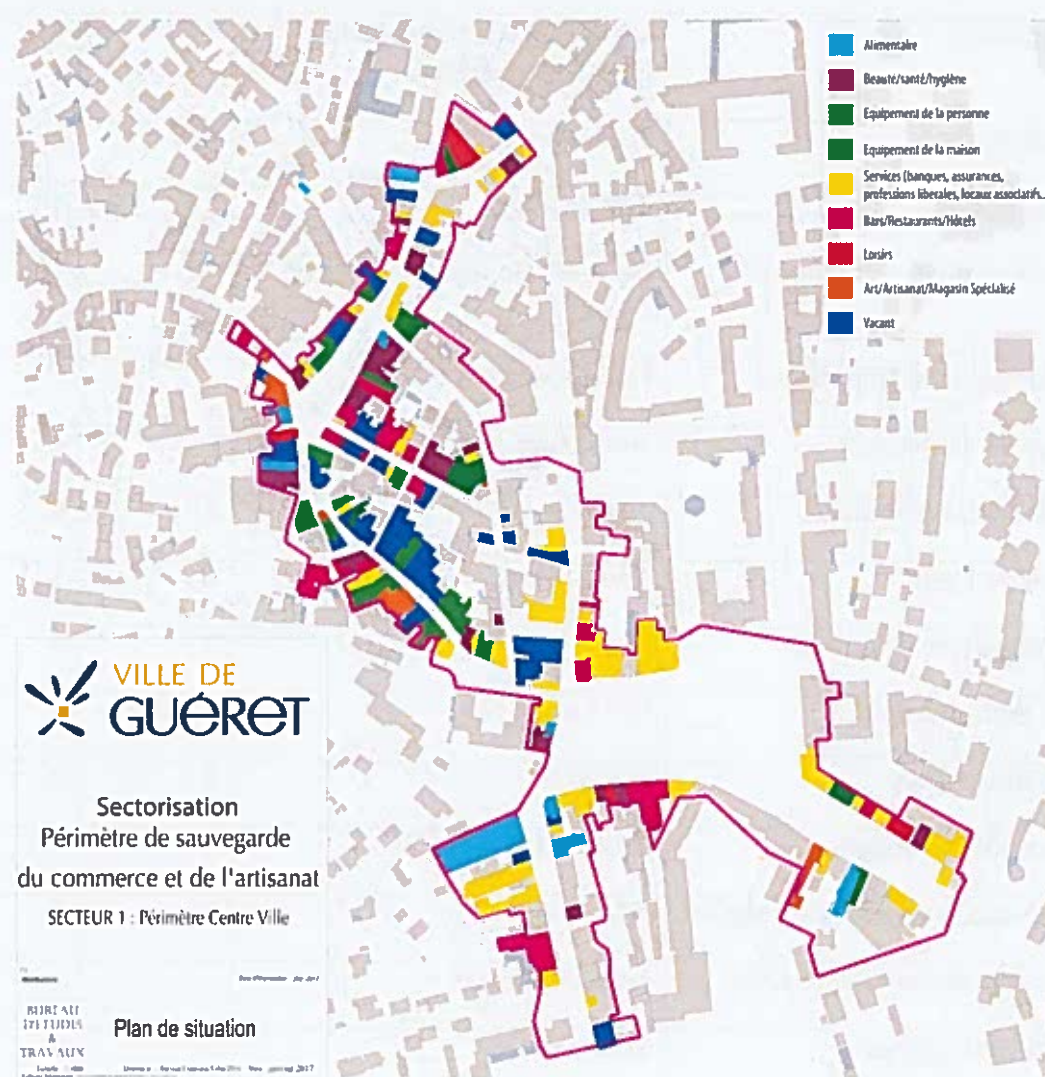 Alimentaire
Beauté/santé/hygiène
Equipement de la personne
Equipement de la maison
Services (banques, assurances,
professions libérales, locaux associatifs...
Bars/Restaurants/Hôtels
Loisirs
Art/Artisanat/Magasin Spécialisé
Vacant
VILLE DE
GUÉRET
Sectorisation
Périmètre de sauvegarde
du commerce et de l'artisanat
SECTEUR 1 : Périmètre Centre Ville
BUREAU
D'ETUDES
&
TRAVAUX
Plan de situation
2017